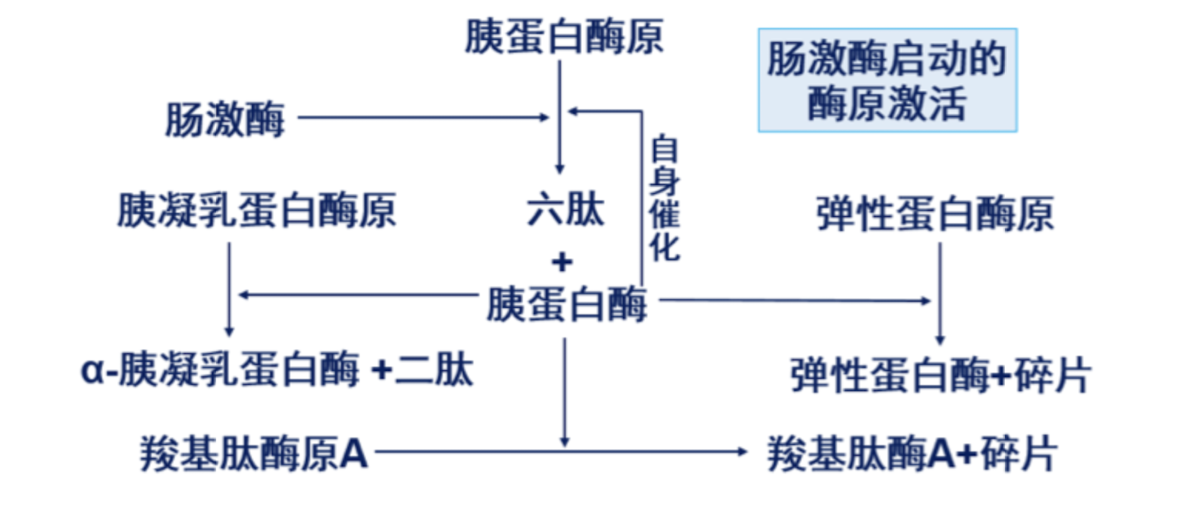 胰蛋白酶原
肠激酶启动的
酶原激活
肠激酶
自身催化
胰凝乳蛋白酶原
六肽
弹性蛋白酶原
+
胰蛋白酶
α-胰凝乳蛋白酶 +二肽
弹性蛋白酶+碎片
羧基肽酶原A
羧基肽酶A+碎片